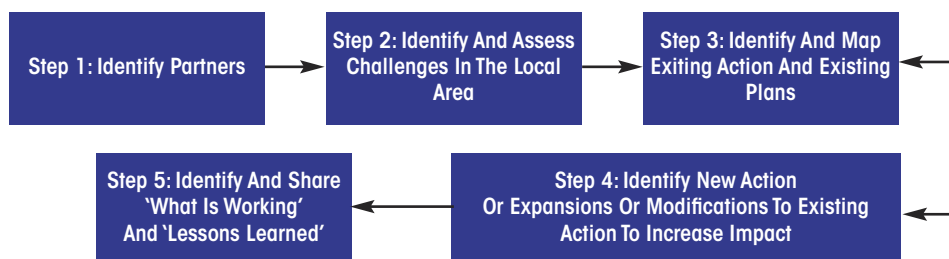 Step 1: Identify Partners
Step 2: Identify And Assess
Challenges In The Local
Area
Step 3: Identify And Map
Exiting Action And Existing
Plans
Step 4: Identify New Action
Or Expansions Or Modifications To Existing
Action To Increase Impact
Step 5: Identify And Share
‘What Is Working’
And ‘Lessons Learned’